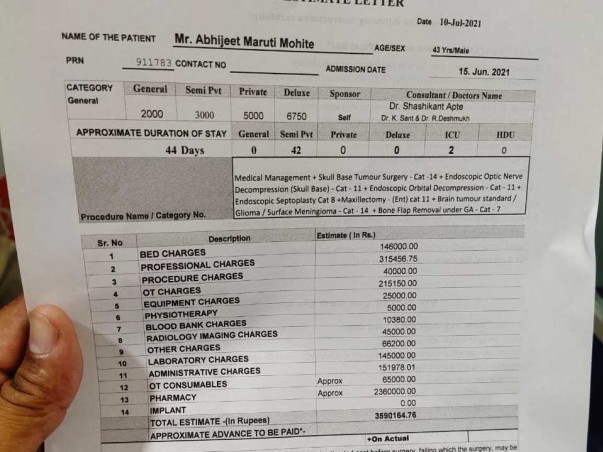 ESTIMATE LETTER
Date 10-Jul-2021
NAME OF THE PATIENT Mr. Abhijeet Maruti Mohite AGE/SEX 43 Yrs/Male
PRN 911783 CONTACT NO ADMISSION DATE 15. Jun. 2021
CATEGORY General Semi Pvt Private Deluxe Sponsor Consultant / Doctors Name
General 2000 3000 5000 6750 Self Dr. Shashikant Apte
Dr. K. Sant & Dr. R.Deshmukh
APPROXIMATE DURATION OF STAY General Semi Pvt Private Deluxe ICU HDU
44 Days 0 42 0 0 2 0
Procedure Name / Category No.
Medical Management + Skull Base Tumour Surgery - Cat -14 + Endoscopic Optic Nerve
Decompression (Skull Base) - Cat - 11 + Endoscopic Orbital Decompression - Cat - 11 +
Endoscopic Septoplasty Cat 8 +Maxillectomy - (Ent) cat 11 + Brain tumour standard /
Glioma / Surface Meningioma - Cat - 14 + Bone Flap Removal under GA - Cat - 7
Sr. No Description Estimate ( In Rs.)
1 BED CHARGES 146000.00
2 PROFESSIONAL CHARGES 315456.75
3 PROCEDURE CHARGES 40000.00
4 OT CHARGES 215150.00
5 EQUIPMENT CHARGES 25000.00
6 PHYSIOTHERAPY 5000.00
7 BLOOD BANK CHARGES 10380.00
8 RADIOLOGY IMAGING CHARGES 45000.00
9 OTHER CHARGES 66200.00
10 LABORATORY CHARGES 145000.00
11 ADMINISTRATIVE CHARGES 151978.01
12 OT CONSUMABLES Approx 65000.00
13 PHARMACY Approx 2360000.00
14 IMPLANT 0.00
TOTAL ESTIMATE -(In Rupees) 3590164.76
APPROXIMATE ADVANCE TO BE PAID*- +On Actual
before surgery, failing which the surgery, may be